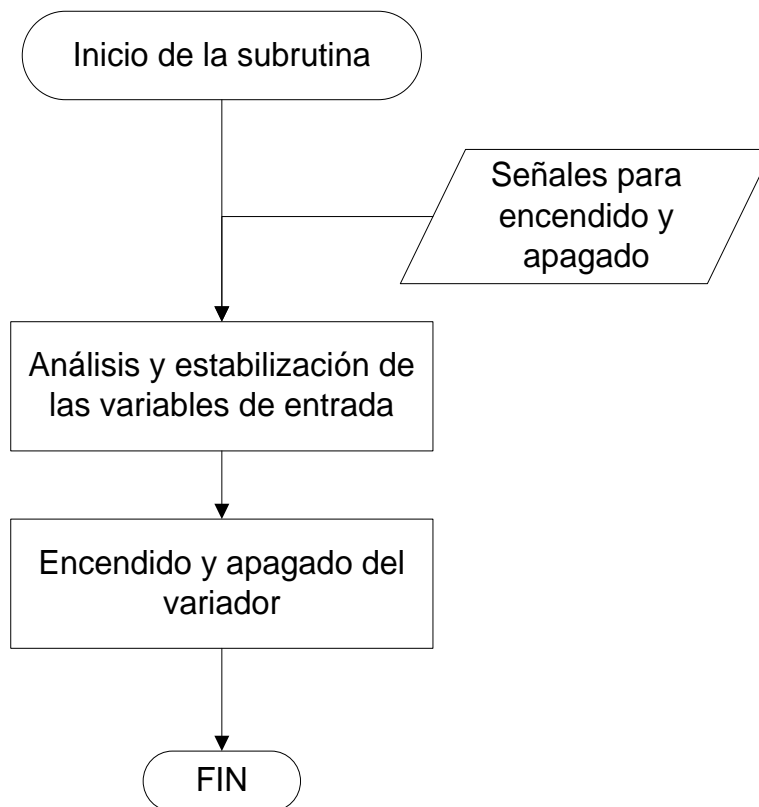 Inicio de la subrutina
Señales para
encendido y
apagado
Análisis y estabilización de
las variables de entrada
Encendido y apagado del
variador
FIN